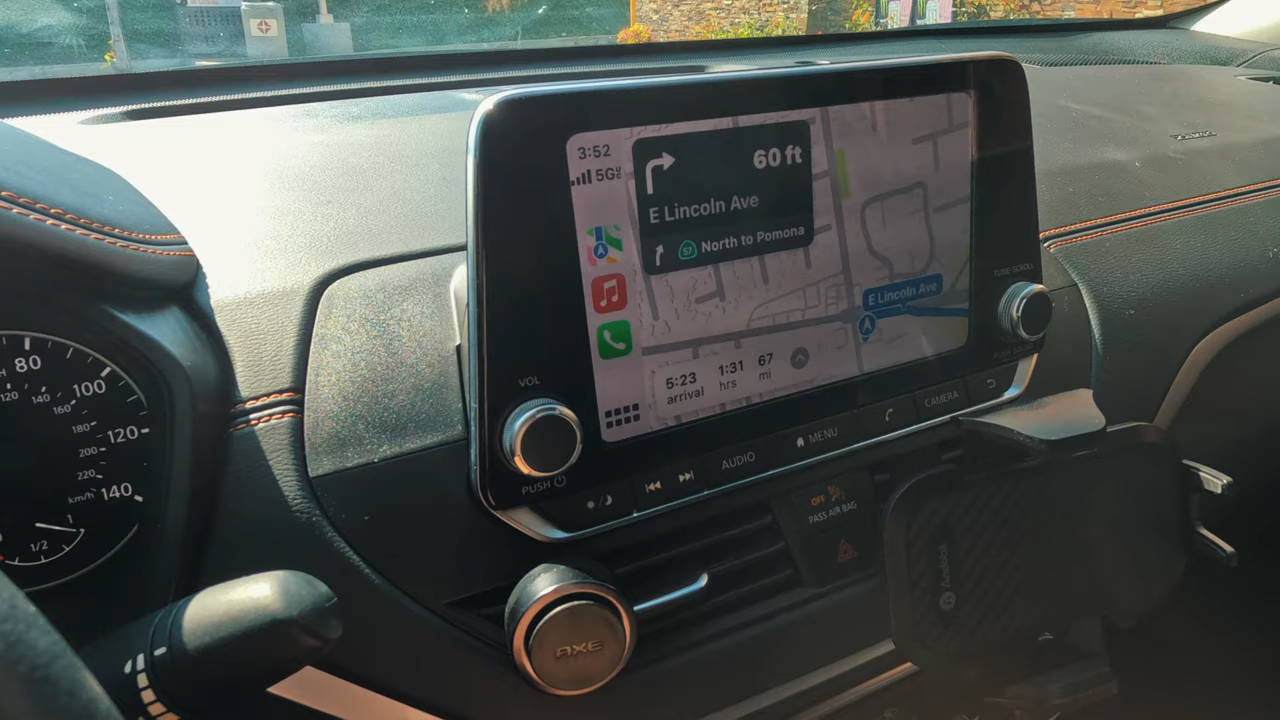 3:52
5G
60 ft
E Lincoln Ave
57 North to Pomona
E Lincoln Ave
5:23 1:31 67
arrival hrs mi
TUNE·SCROLL
VOL
PUSH
AUDIO
MENU
CAMERA
OFF
PASS AIR BAG
AXE
80
100
120
140
120
140
160
180
200
220
km/h
1/2
1